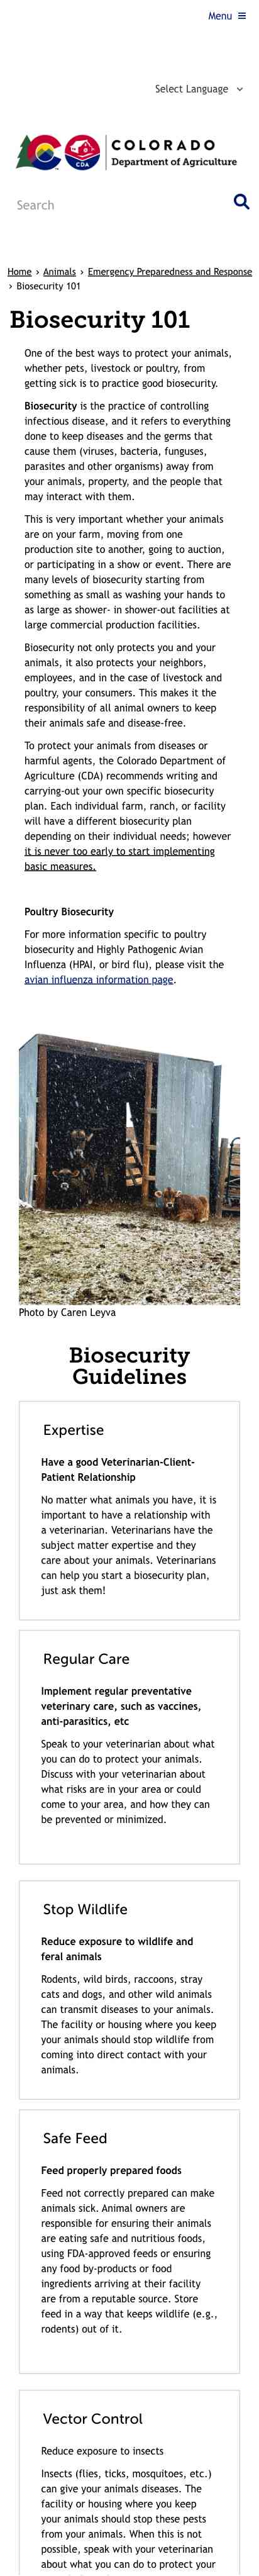 Menu
Select Language
COLORADO
Department of Agriculture
CDA
Search
Home › Animals › Emergency Preparedness and Response
› Biosecurity 101
Biosecurity 101
One of the best ways to protect your animals,
whether pets, livestock or poultry, from
getting sick is to practice good biosecurity.
Biosecurity is the practice of controlling
infectious disease, and it refers to everything
done to keep diseases and the germs that
cause them (viruses, bacteria, funguses,
parasites and other organisms) away from
your animals, property, and the people that
may interact with them.
This is very important whether your animals
are on your farm, moving from one
production site to another, going to auction,
or participating in a show or event. There are
many levels of biosecurity starting from
something as small as washing your hands to
as large as shower- in shower-out facilities at
large commercial production facilities.
Biosecurity not only protects you and your
animals, it also protects your neighbors,
employees, and in the case of livestock and
poultry, your consumers. This makes it the
responsibility of all animal owners to keep
their animals safe and disease-free.
To protect your animals from diseases or
harmful agents, the Colorado Department of
Agriculture (CDA) recommends writing and
carrying-out your own specific biosecurity
plan. Each individual farm, ranch, or facility
will have a different biosecurity plan
depending on their individual needs; however
it is never too early to start implementing
basic measures.
Poultry Biosecurity
For more information specific to poultry
biosecurity and Highly Pathogenic Avian
Influenza (HPAI, or bird flu), please visit the
avian influenza information page.
Photo by Caren Leyva
Biosecurity
Guidelines
Expertise
Have a good Veterinarian-Client-
Patient Relationship
No matter what animals you have, it is
important to have a relationship with
a veterinarian. Veterinarians have the
subject matter expertise and they
care about your animals. Veterinarians
can help you start a biosecurity plan,
just ask them!
Regular Care
Implement regular preventative
veterinary care, such as vaccines,
anti-parasitics, etc
Speak to your veterinarian about what
you can do to protect your animals.
Discuss with your veterinarian about
what risks are in your area or could
come to your area, and how they can
be prevented or minimized.
Stop Wildlife
Reduce exposure to wildlife and
feral animals
Rodents, wild birds, raccoons, stray
cats and dogs, and other wild animals
can transmit diseases to your animals.
The facility or housing where you keep
your animals should stop wildlife from
coming into direct contact with your
animals.
Safe Feed
Feed properly prepared foods
Feed not correctly prepared can make
animals sick. Animal owners are
responsible for ensuring their animals
are eating safe and nutritious foods,
using FDA-approved feeds or ensuring
any food by-products or food
ingredients arriving at their facility
are from a reputable source. Store
feed in a way that keeps wildlife (e.g.,
rodents) out of it.
Vector Control
Reduce exposure to insects
Insects (flies, ticks, mosquitoes, etc.)
can give your animals diseases. The
facility or housing where you keep
your animals should stop these pests
from your animals. When this is not
possible, speak with your veterinarian
about what you can do to protect your